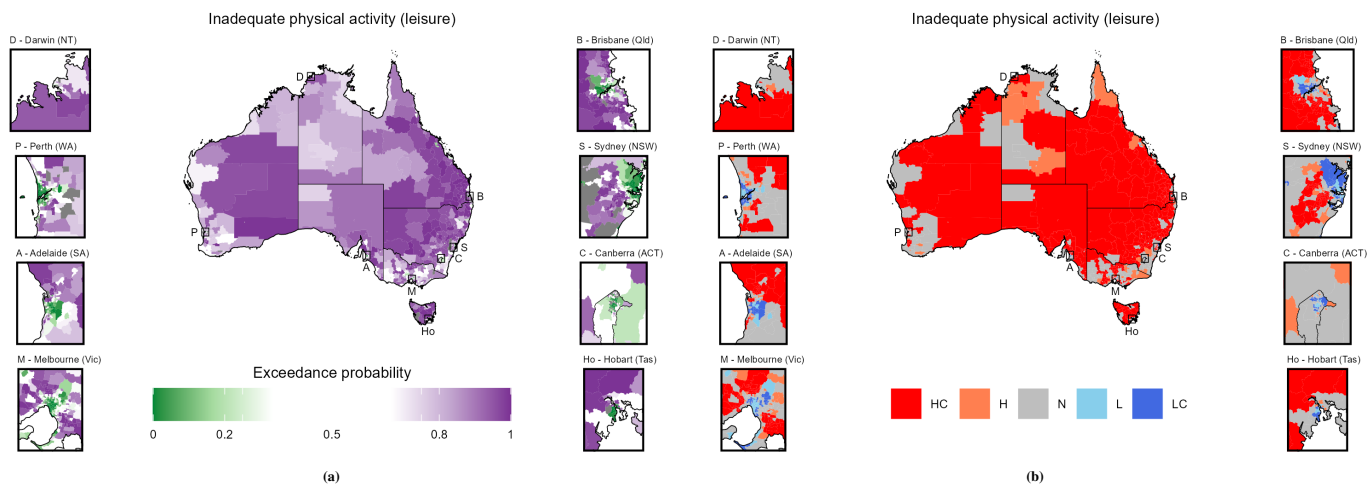 Inadequate physical activity (leisure)
D - Darwin (NT)
P - Perth (WA)
A - Adelaide (SA)
M - Melbourne (Vic)
D
P
A
M
B
S
C
Ho
B - Brisbane (Qld)
S - Sydney (NSW)
C - Canberra (ACT)
Ho - Hobart (Tas)
Exceedance probability
0 0.2 0.5 0.8 1
(a)
Inadequate physical activity (leisure)
D - Darwin (NT)
P - Perth (WA)
A - Adelaide (SA)
M - Melbourne (Vic)
D
P
A
M
B
S
C
Ho
B - Brisbane (Qld)
S - Sydney (NSW)
C - Canberra (ACT)
Ho - Hobart (Tas)
HC H N L LC
(b)